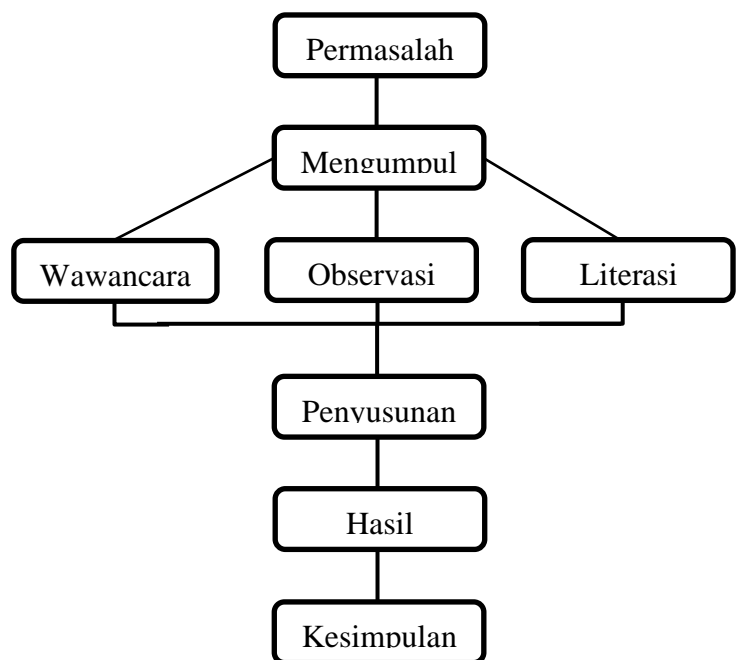 Permasalah
Mengumpul
Wawancara
Observasi
Literasi
Penyusunan
Hasil
Kesimpulan